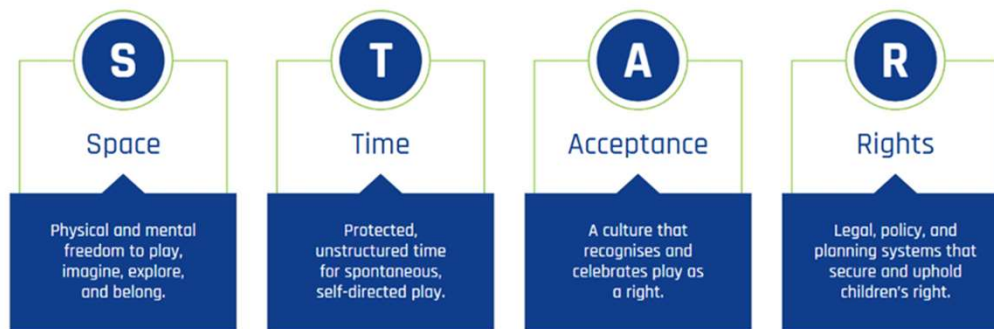 S
Space
Physical and mental
freedom to play,
imagine, explore,
and belong.
T
Time
Protected,
unstructured time
for spontaneous,
self-directed play.
A
Acceptance
A culture that
recognises and
celebrates play as
a right.
R
Rights
Legal, policy, and
planning systems that
secure and uphold
children's right.